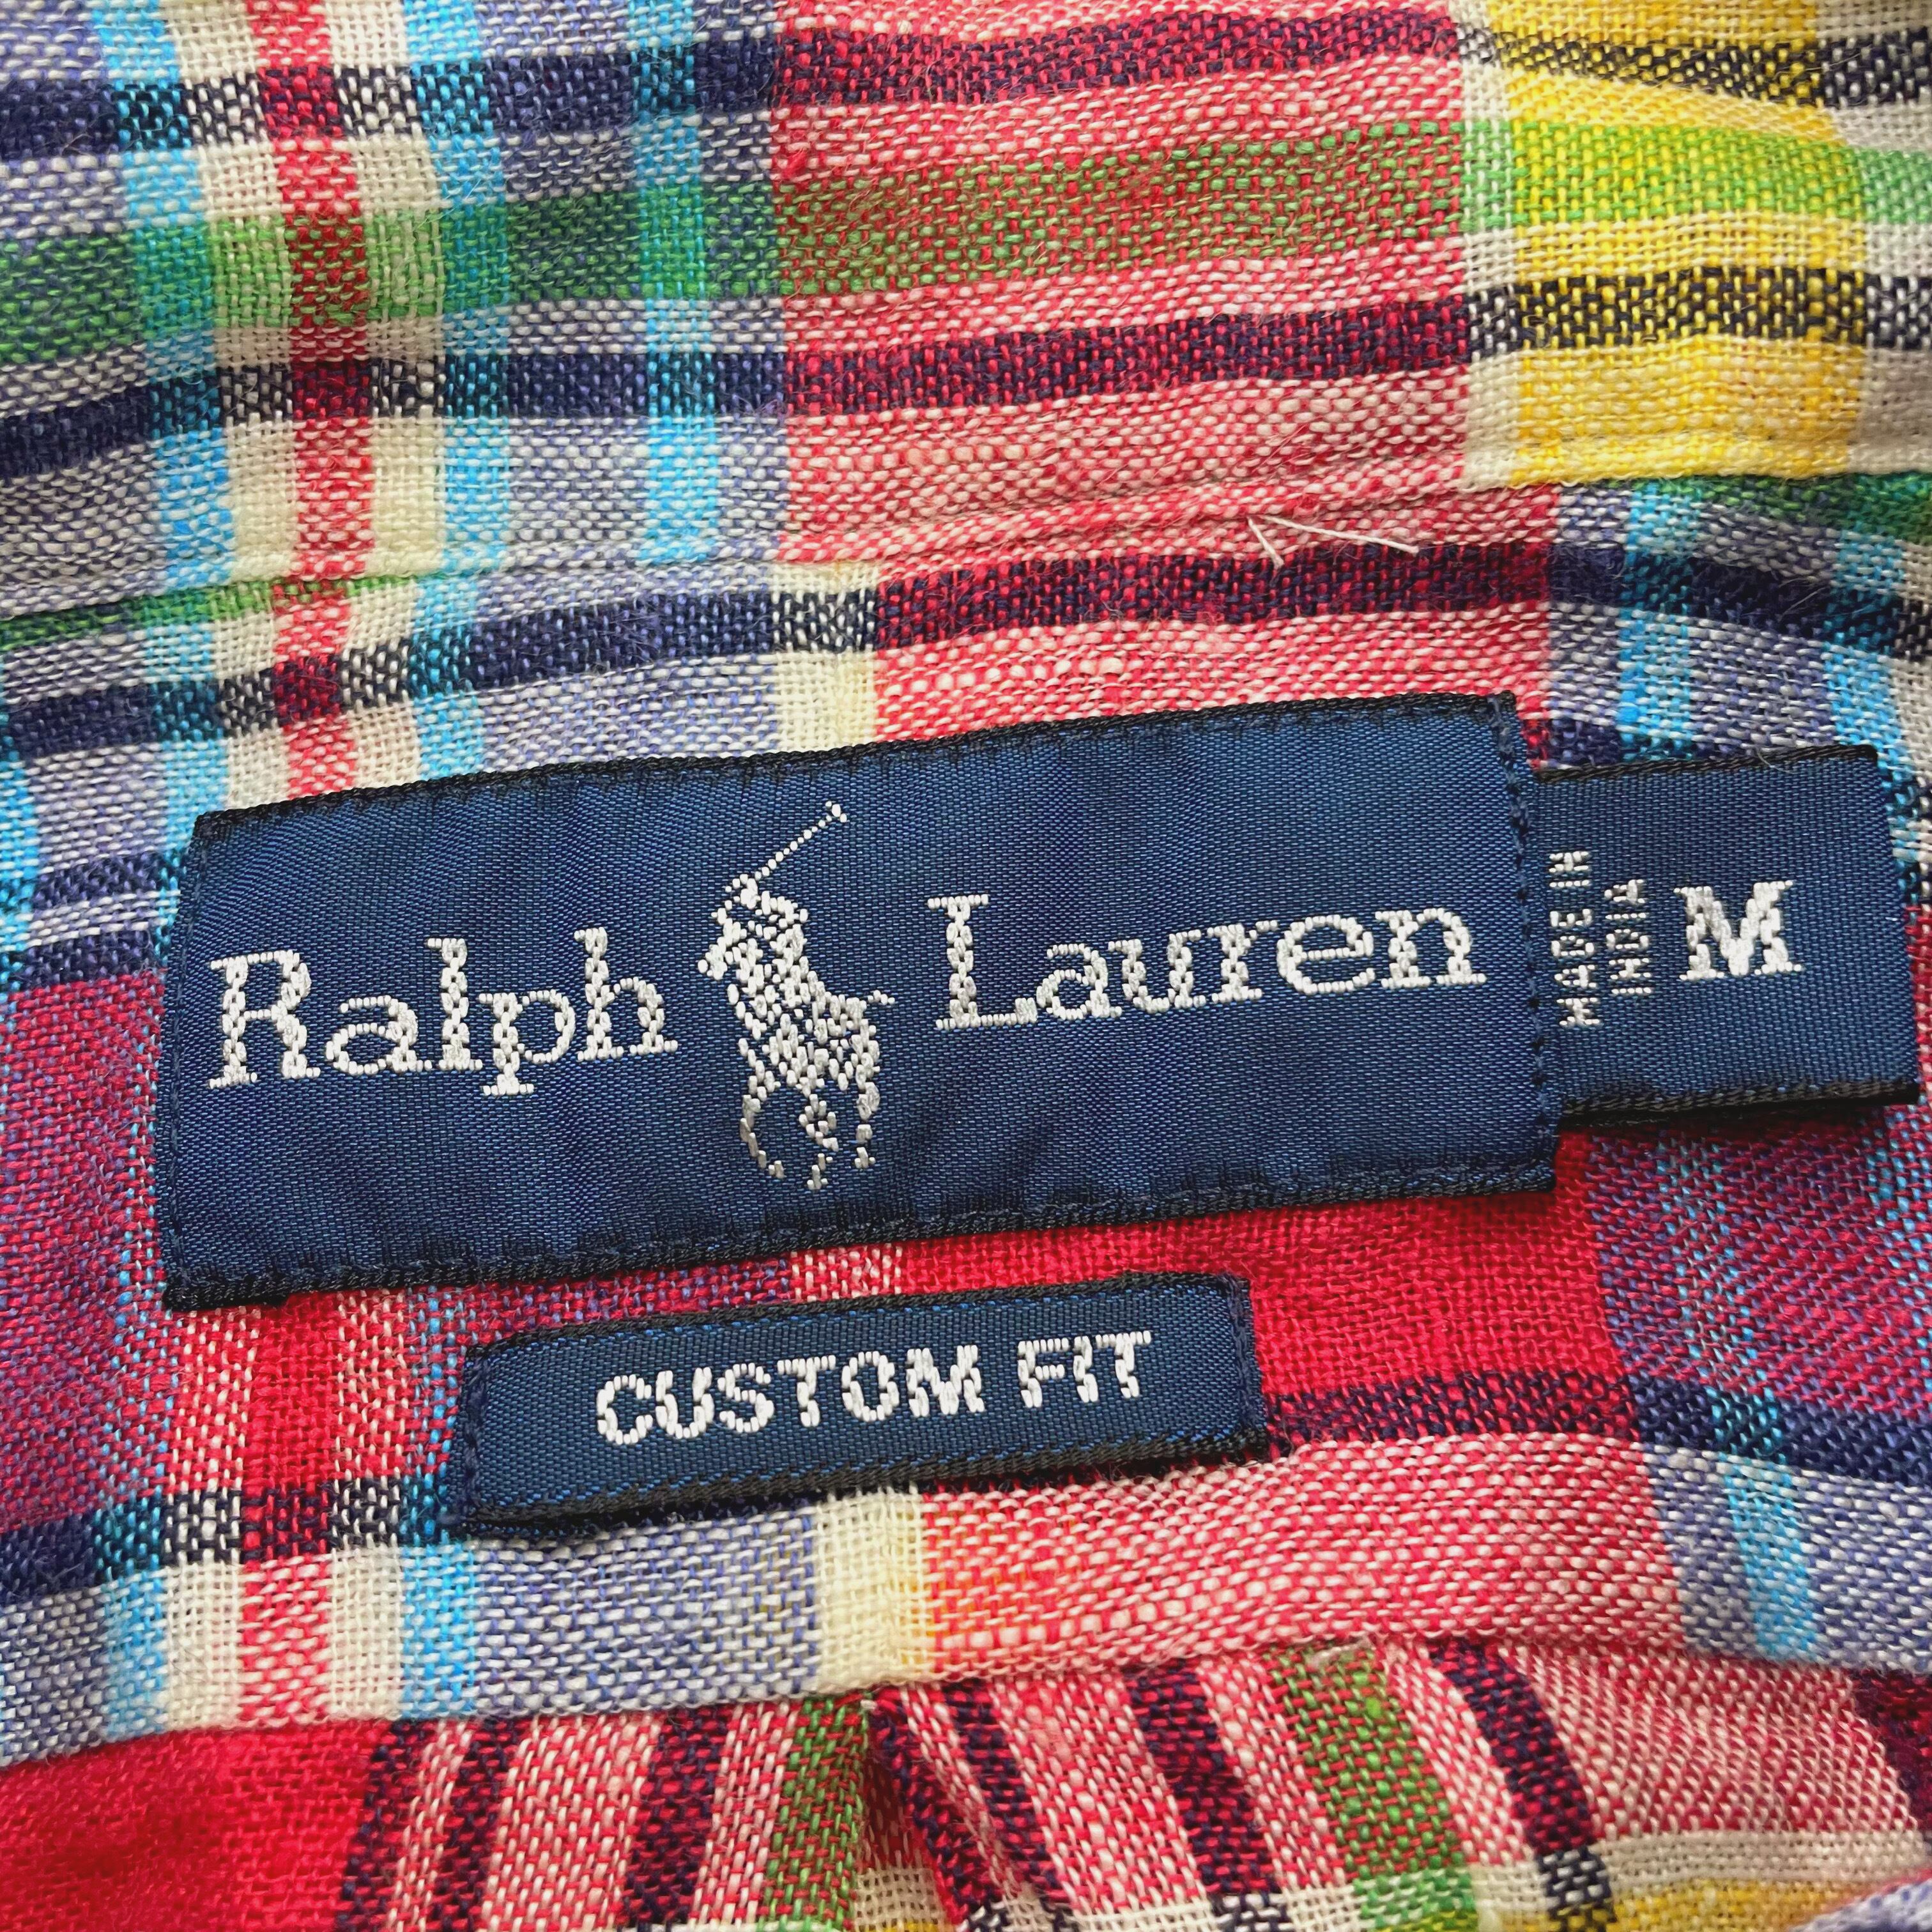 Ralph Lauren
MADE IN
INDIA
M
CUSTOM FIT